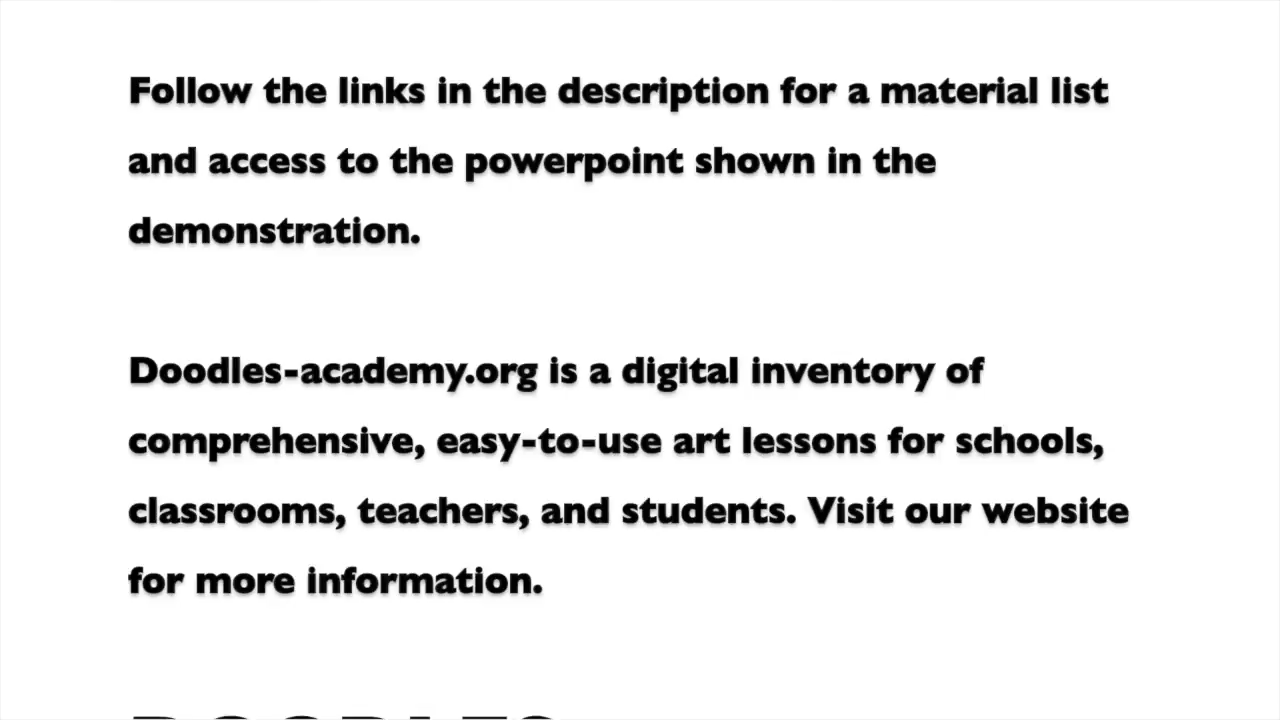 Follow the links in the description for a material list
and access to the powerpoint shown in the
demonstration.
Doodles-academy.org is a digital inventory of
comprehensive, easy-to-use art lessons for schools,
classrooms, teachers, and students. Visit our website
for more information.